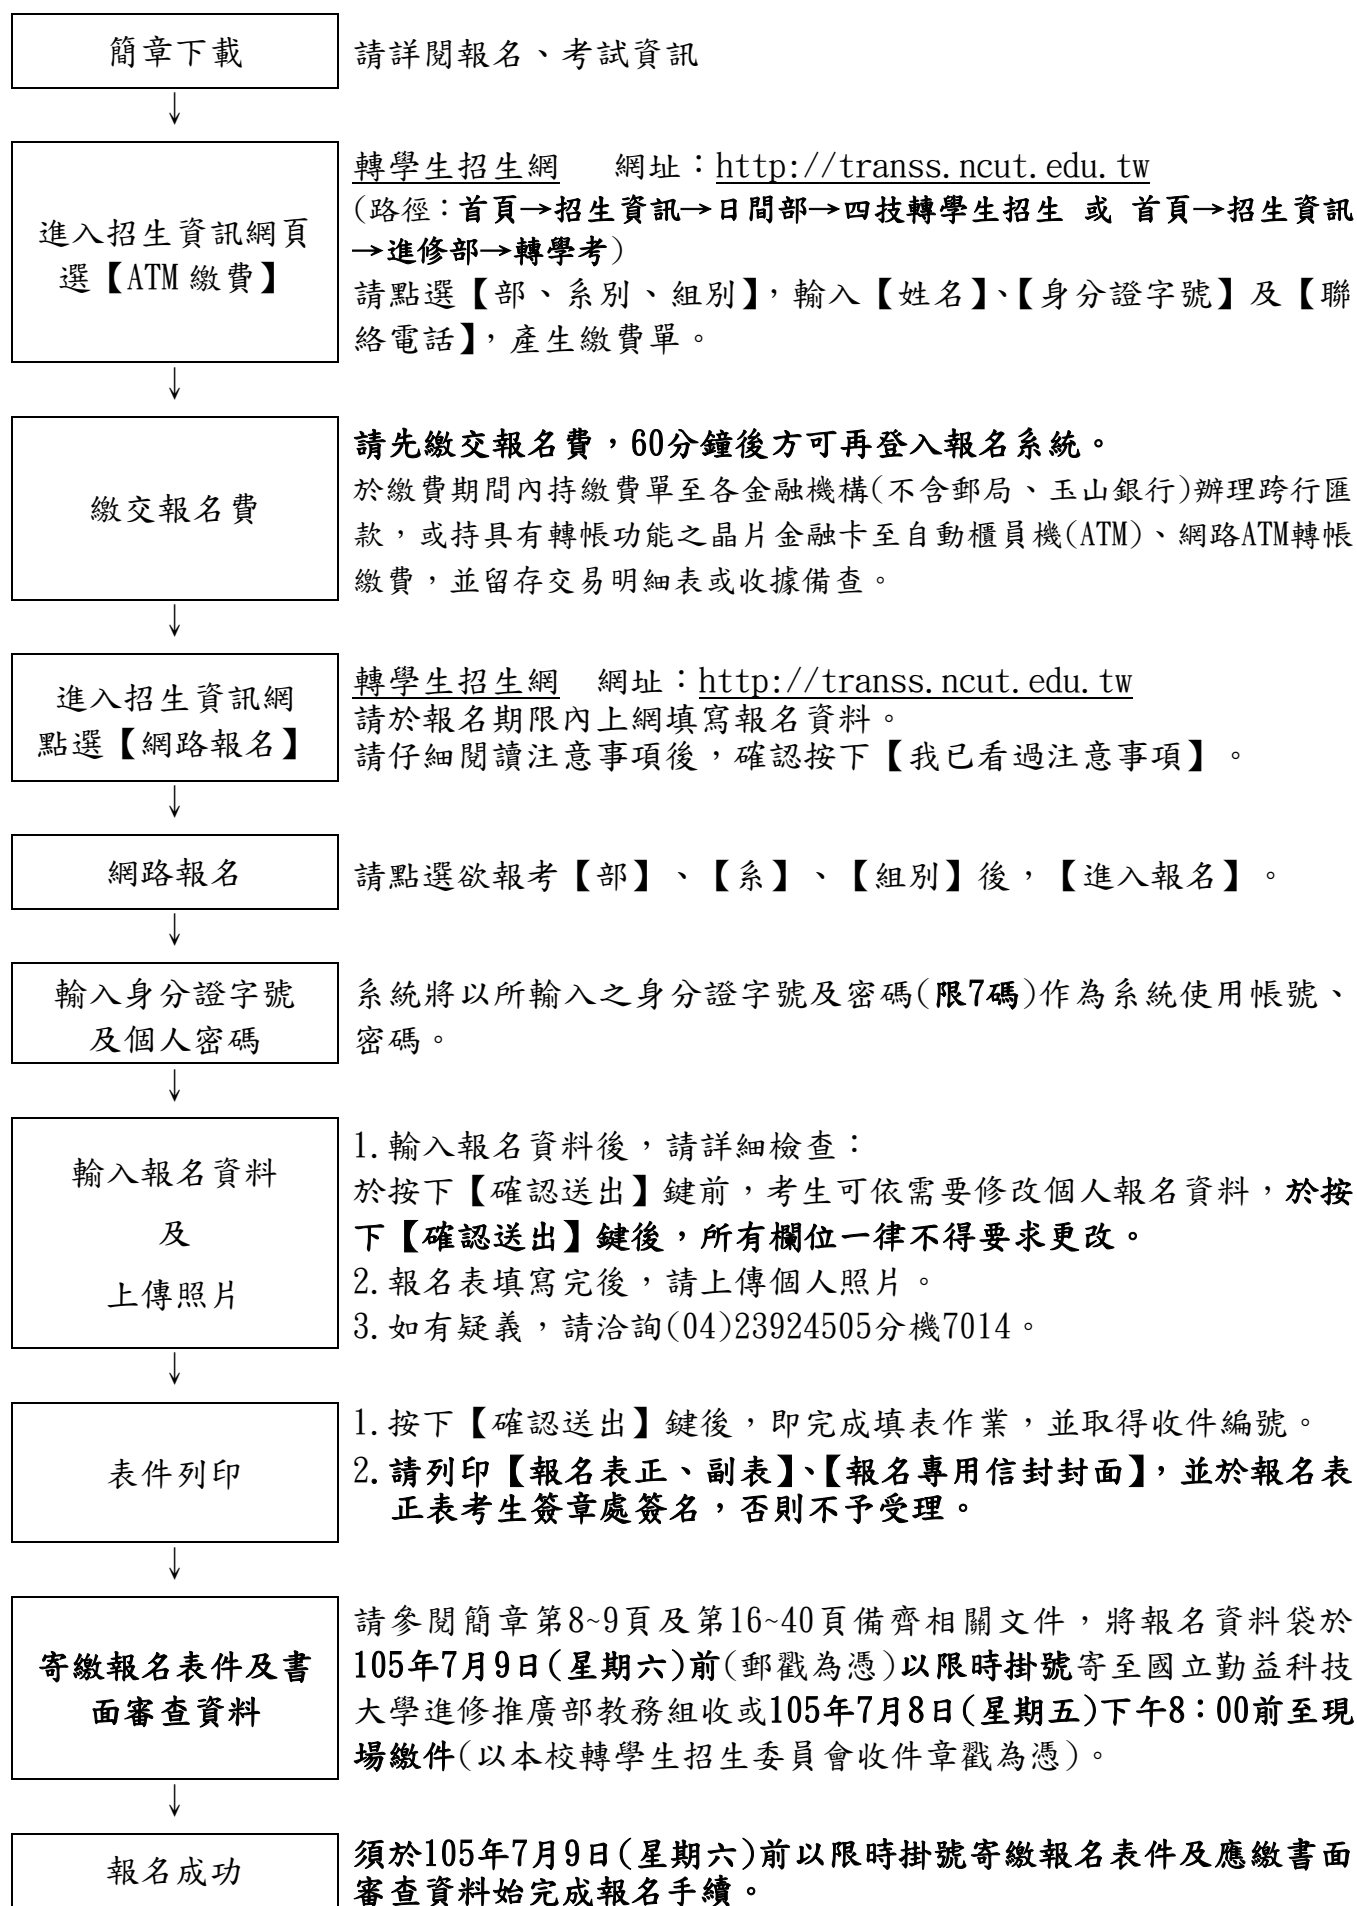 簡章下載
請詳閱報名、考試資訊
↓
進入招生資訊網頁
選【ATM 繳費】
轉學生招生網 網址：http://transs.ncut.edu.tw
(路徑：首頁→招生資訊→日間部→四技轉學生招生 或 首頁→招生資訊
→進修部→轉學考)
請點選【部、系別、組別】，輸入【姓名】、【身分證字號】及【聯
絡電話】，產生繳費單。
↓
繳交報名費
請先繳交報名費，60分鐘後方可再登入報名系統。
於繳費期間內持繳費單至各金融機構(不含郵局、玉山銀行)辦理跨行匯
款，或持具有轉帳功能之晶片金融卡至自動櫃員機(ATM)、網路ATM轉帳
繳費，並留存交易明細表或收據備查。
↓
進入招生資訊網
點選【網路報名】
轉學生招生網 網址：http://transs.ncut.edu.tw
請於報名期限內上網填寫報名資料。
請仔細閱讀注意事項後，確認按下【我已看過注意事項】。
↓
網路報名
請點選欲報考【部】、【系】、【組別】後，【進入報名】。
↓
輸入身分證字號
及個人密碼
系統將以所輸入之身分證字號及密碼(限7碼)作為系統使用帳號、
密碼。
↓
輸入報名資料
及
上傳照片
1.輸入報名資料後，請詳細檢查：
於按下【確認送出】鍵前，考生可依需要修改個人報名資料，於按
下【確認送出】鍵後，所有欄位一律不得要求更改。
2.報名表填寫完後，請上傳個人照片。
3.如有疑義，請洽詢(04)23924505分機7014。
↓
表件列印
1.按下【確認送出】鍵後，即完成填表作業，並取得收件編號。
2.請列印【報名表正、副表】、【報名專用信封封面】，並於報名表
正表考生簽章處簽名，否則不予受理。
↓
寄繳報名表件及書
面審查資料
請參閱簡章第8~9頁及第16~40頁備齊相關文件，將報名資料袋於
105年7月9日(星期六)前(郵戳為憑)以限時掛號寄至國立勤益科技
大學進修推廣部教務組收或105年7月8日(星期五)下午8：00前至現
場繳件(以本校轉學生招生委員會收件章戳為憑)。
↓
報名成功
須於105年7月9日(星期六)前以限時掛號寄繳報名表件及應繳書面
審查資料始完成報名手續。